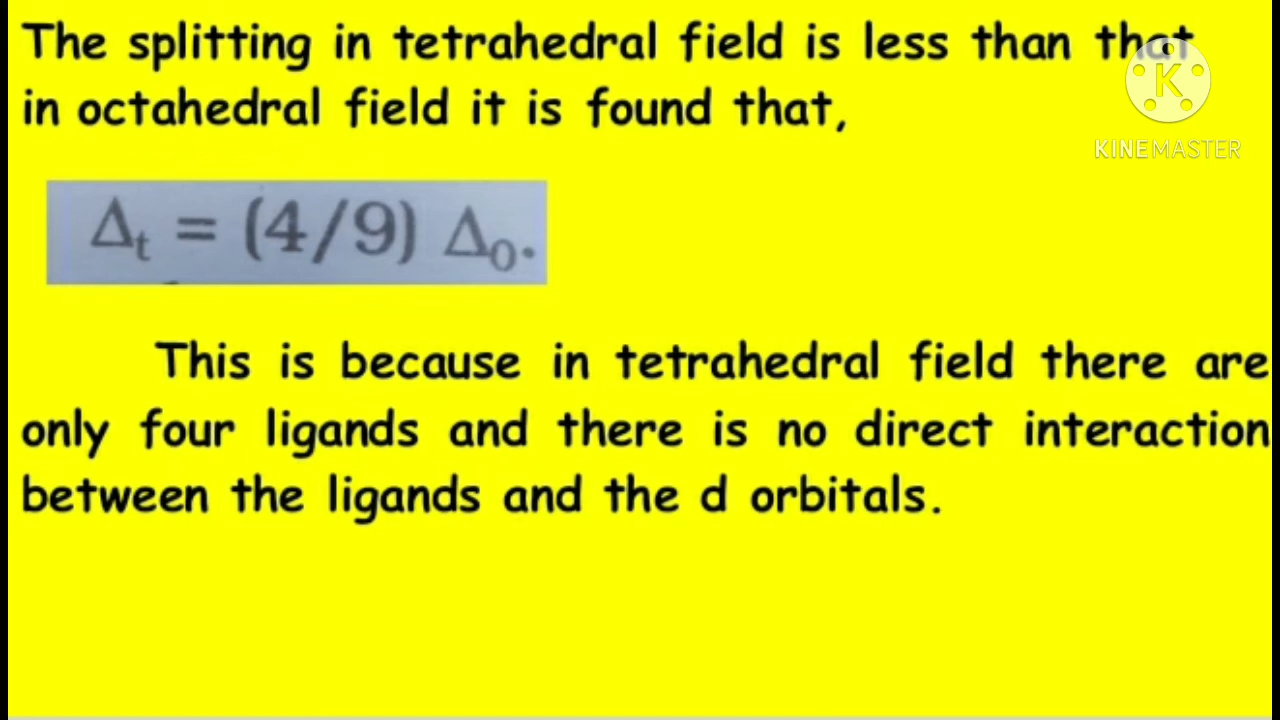 The splitting in tetrahedral field is less than that
in octahedral field it is found that,
K
KINEMASTER
Δt = (4/9) Δ0.
This is because in tetrahedral field there are
only four ligands and there is no direct interaction
between the ligands and the d orbitals.